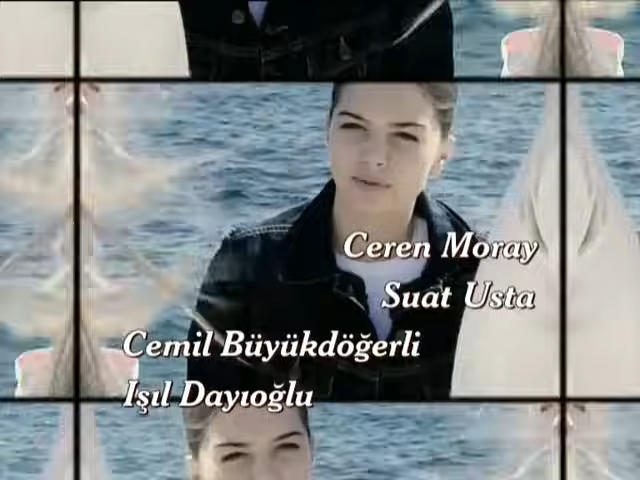 Ceren Moray
Suat Usta
Cemil Büyükdöğerli
Işıl Dayıoğlu